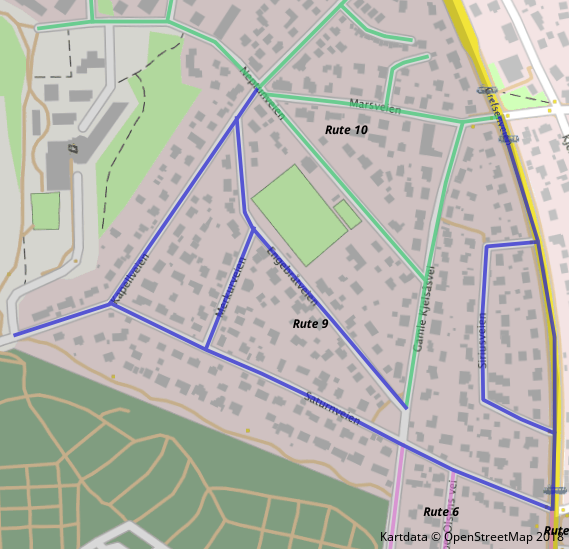 Neptunveien
Marsveien
Rute 10
Kapellveien
Merkurveien
Engebråtveien
Gamle Kjelsåsvei
Siriusveien
Rute 9
Saturnveien
Rute 6
Rute
Kartdata © OpenStreetMap 2018